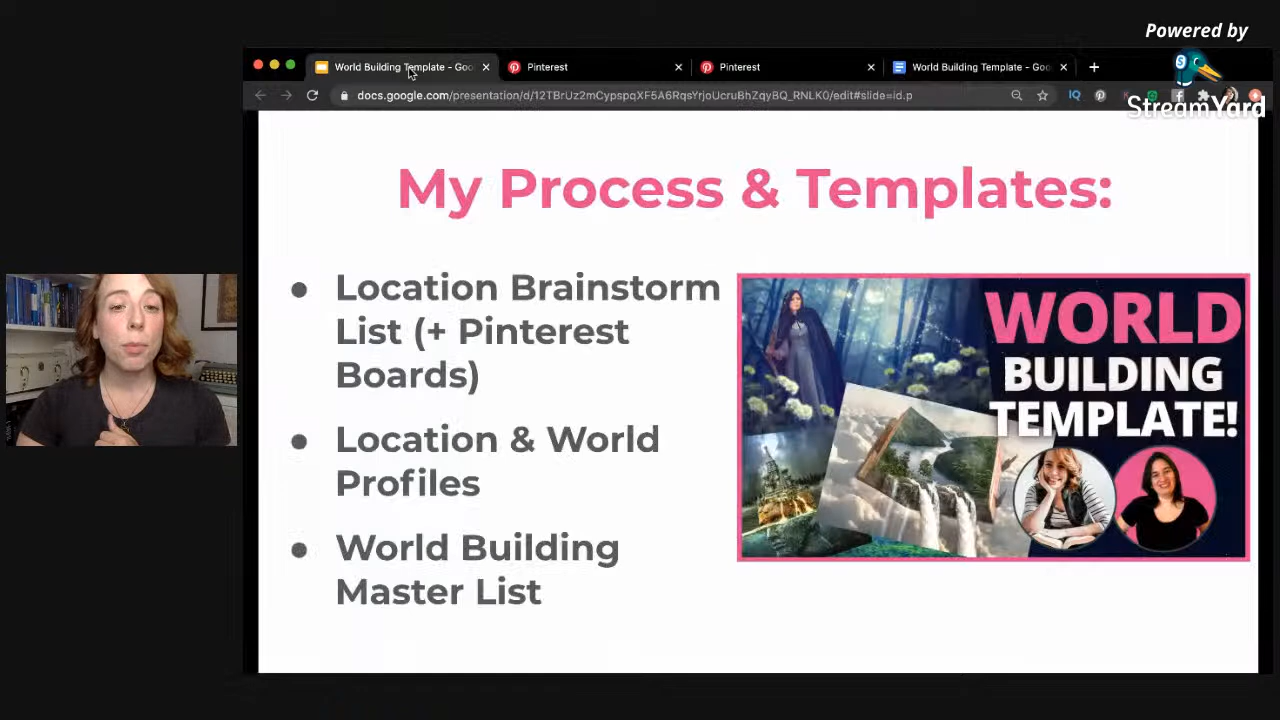 Powered by
StreamYard
World Building Template - Goo
Pinterest
Pinterest
World Building Template - Goo
docs.google.com/presentation/d/12TBrUz2mCypspqXF5A6RqsYrjoUcruBhZqyBQ_RNLK0/edit#slide=id.p
IQ
My Process & Templates:
● Location Brainstorm
List (+ Pinterest
Boards)
● Location & World
Profiles
● World Building
Master List
WORLD
BUILDING
TEMPLATE!